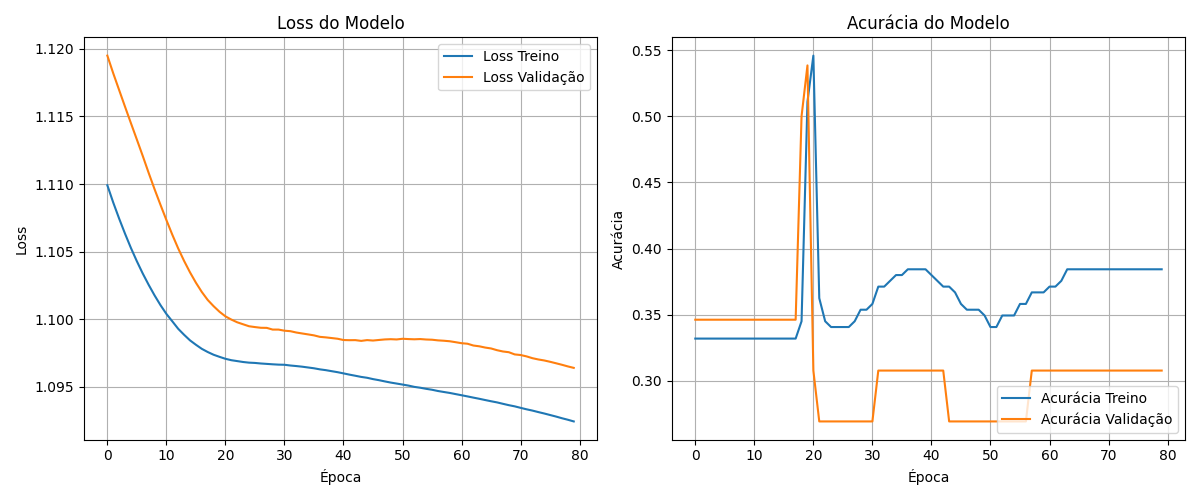 Loss do Modelo
1.120
1.115
1.110
1.105
1.100
1.095
Loss
Loss Treino
Loss Validação
0 10 20 30 40 50 60 70 80
Época
Acurácia do Modelo
0.55
0.50
0.45
0.40
0.35
0.30
Acurácia
Acurácia Treino
Acurácia Validação
0 10 20 30 40 50 60 70 80
Época